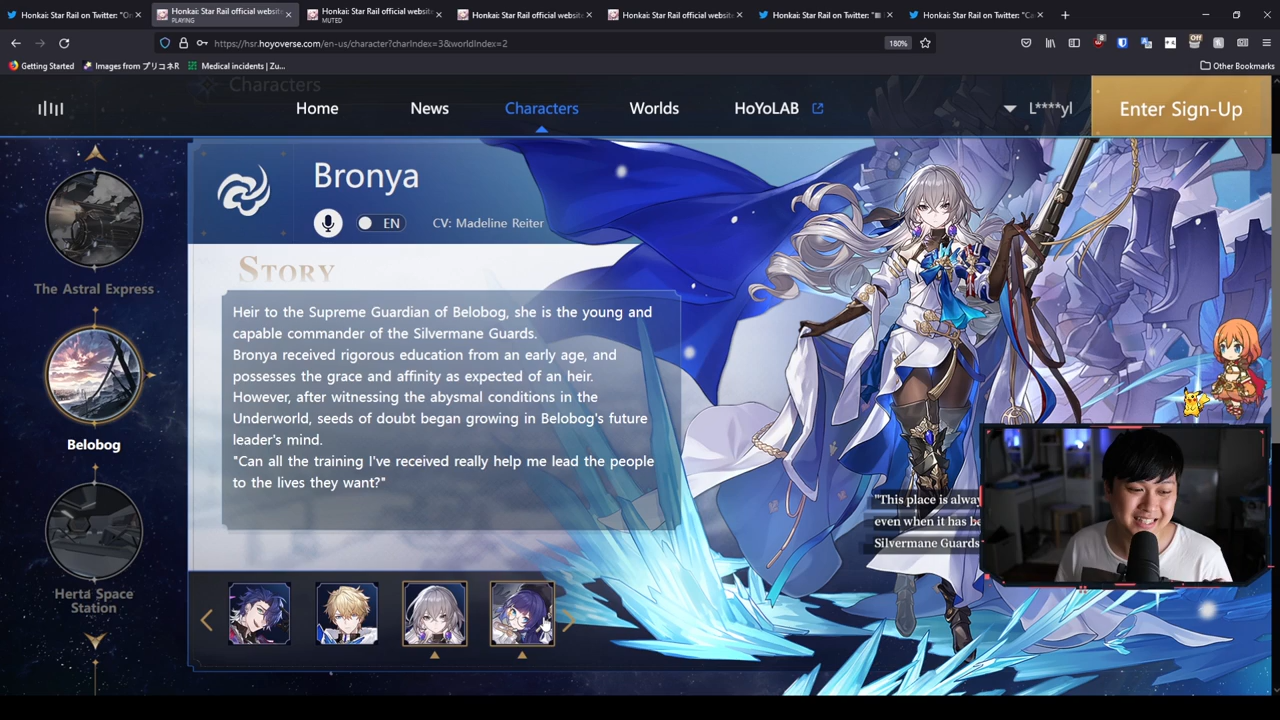 Honkai: Star Rail on Twitter: "Or
Honkai: Star Rail official website
PLAYING
Honkai: Star Rail official website
MUTED
Honkai: Star Rail official website
Honkai: Star Rail official website
Honkai: Star Rail on Twitter: "
Honkai: Star Rail on Twitter: "Ca
https://hsr.hoyoverse.com/en-us/character?charIndex=3&worldIndex=2
180%
8
Off
Getting Started
Images from プリコネR
Medical incidents | Zu...
Other Bookmarks
Characters
Home
News
Characters
Worlds
HoYoLAB
L****yl
Enter Sign-Up
Bronya
EN
CV: Madeline Reiter
STORY
Heir to the Supreme Guardian of Belobog, she is the young and
capable commander of the Silvermane Guards.
Bronya received rigorous education from an early age, and
possesses the grace and affinity as expected of an heir.
However, after witnessing the abysmal conditions in the
Underworld, seeds of doubt began growing in Belobog's future
leader's mind.
"Can all the training I've received really help me lead the people
to the lives they want?"
The Astral Express
Belobog
Herta Space
Station
"This place is alway
even when it has be
Silvermane Guards